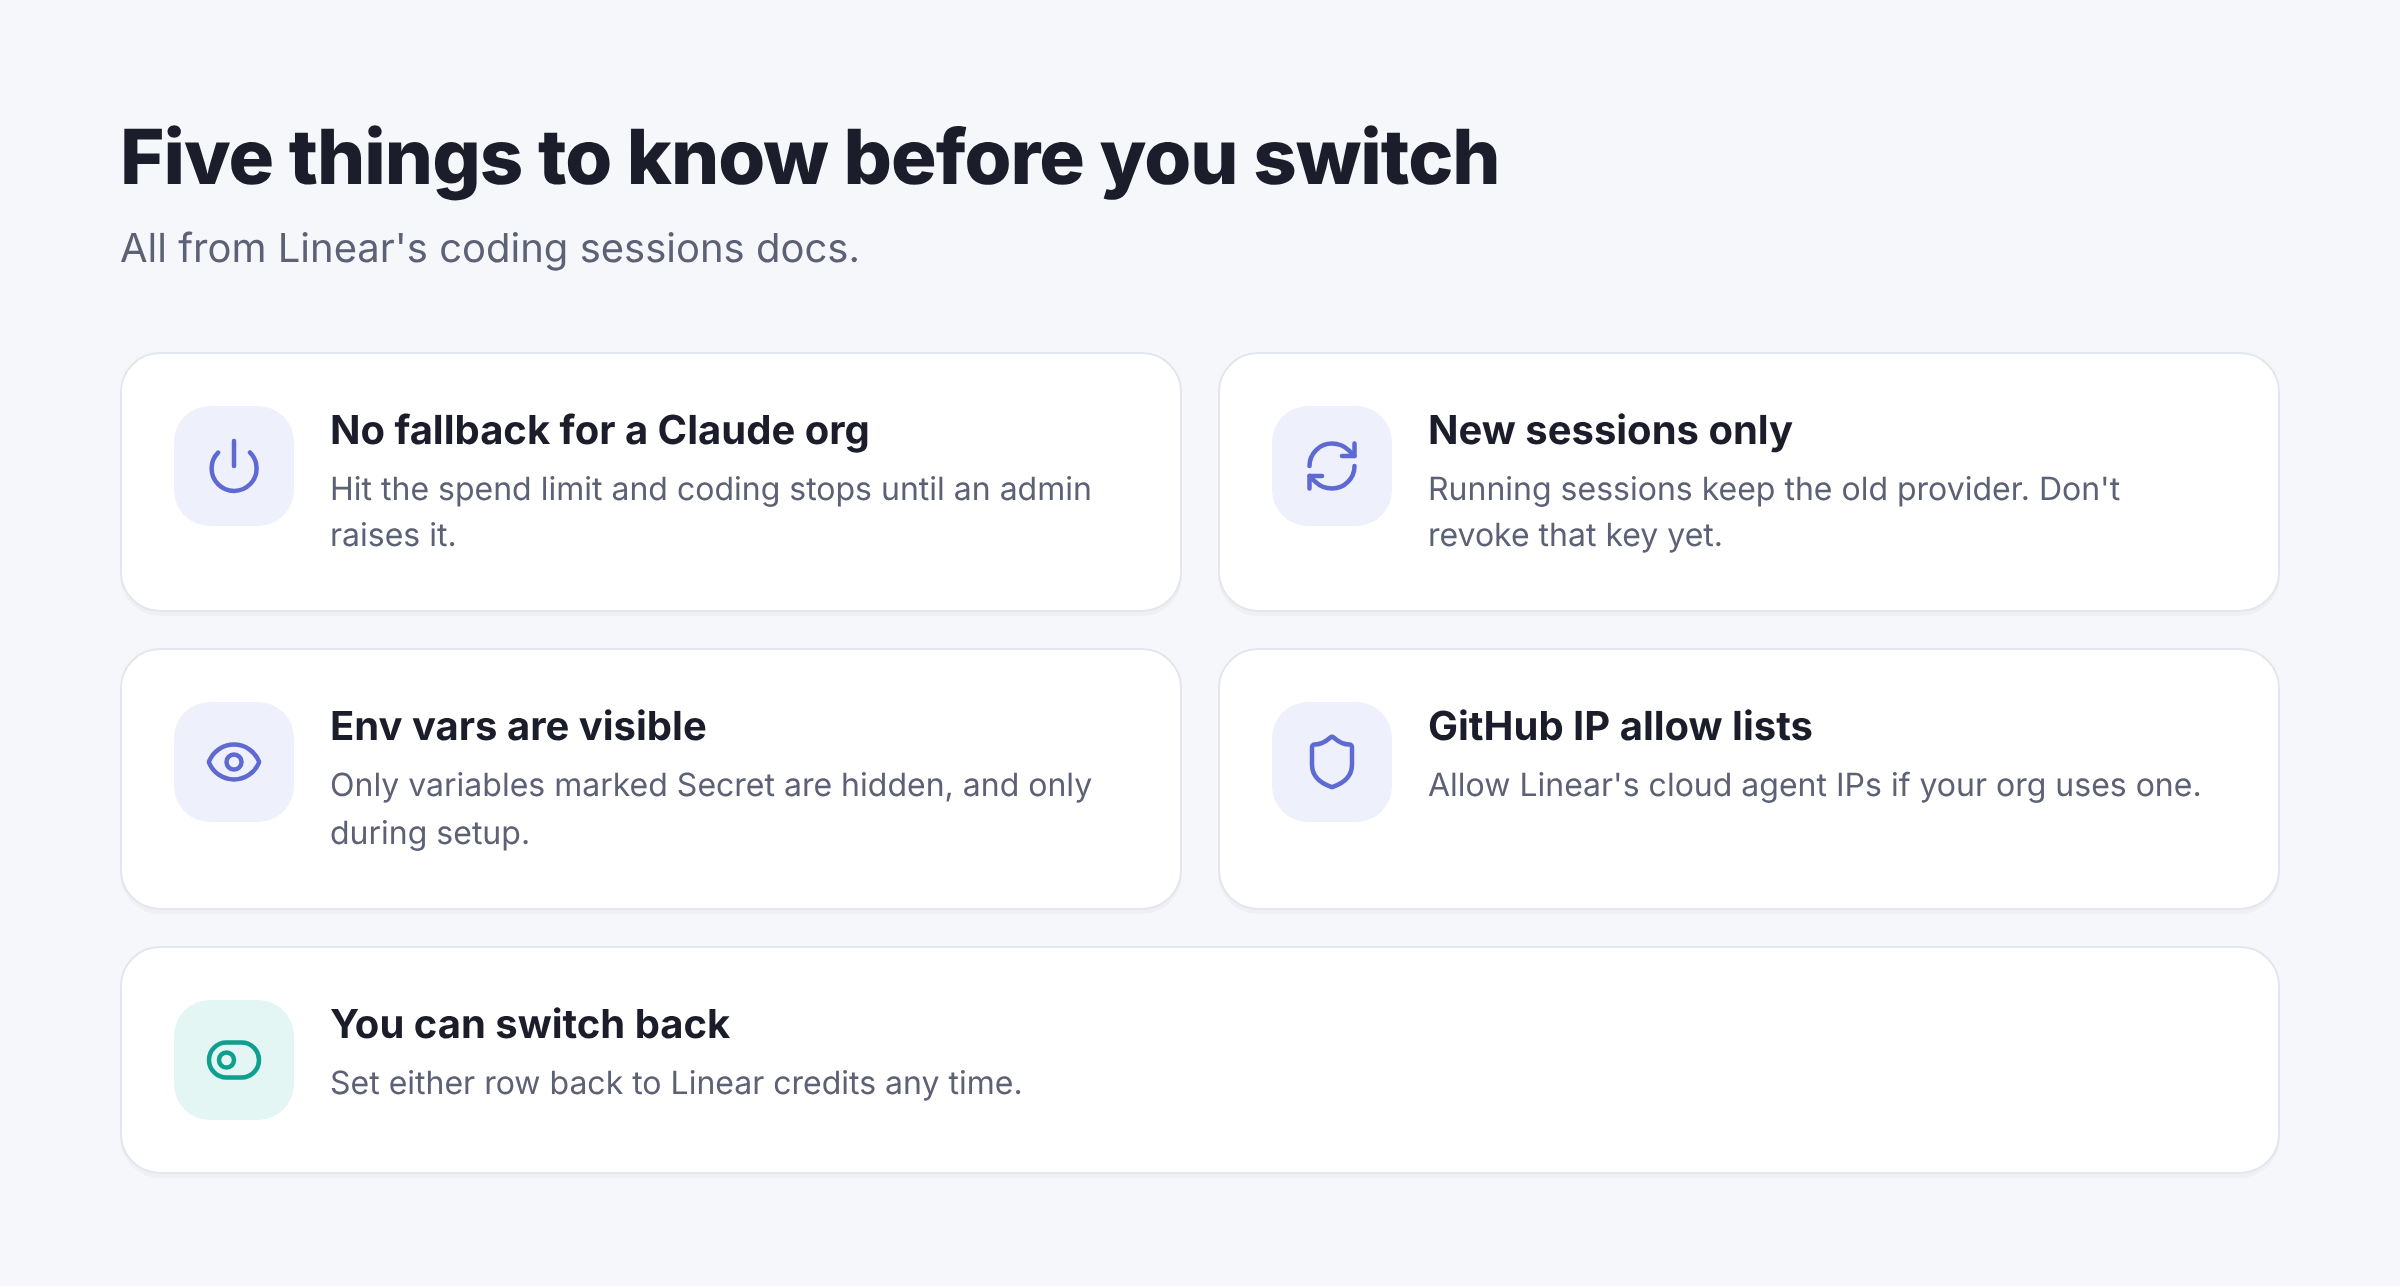 Five things to know before you switch
All from Linear's coding sessions docs.
No fallback for a Claude org
Hit the spend limit and coding stops until an admin
raises it.
New sessions only
Running sessions keep the old provider. Don't
revoke that key yet.
Env vars are visible
Only variables marked Secret are hidden, and only
during setup.
GitHub IP allow lists
Allow Linear's cloud agent IPs if your org uses one.
You can switch back
Set either row back to Linear credits any time.